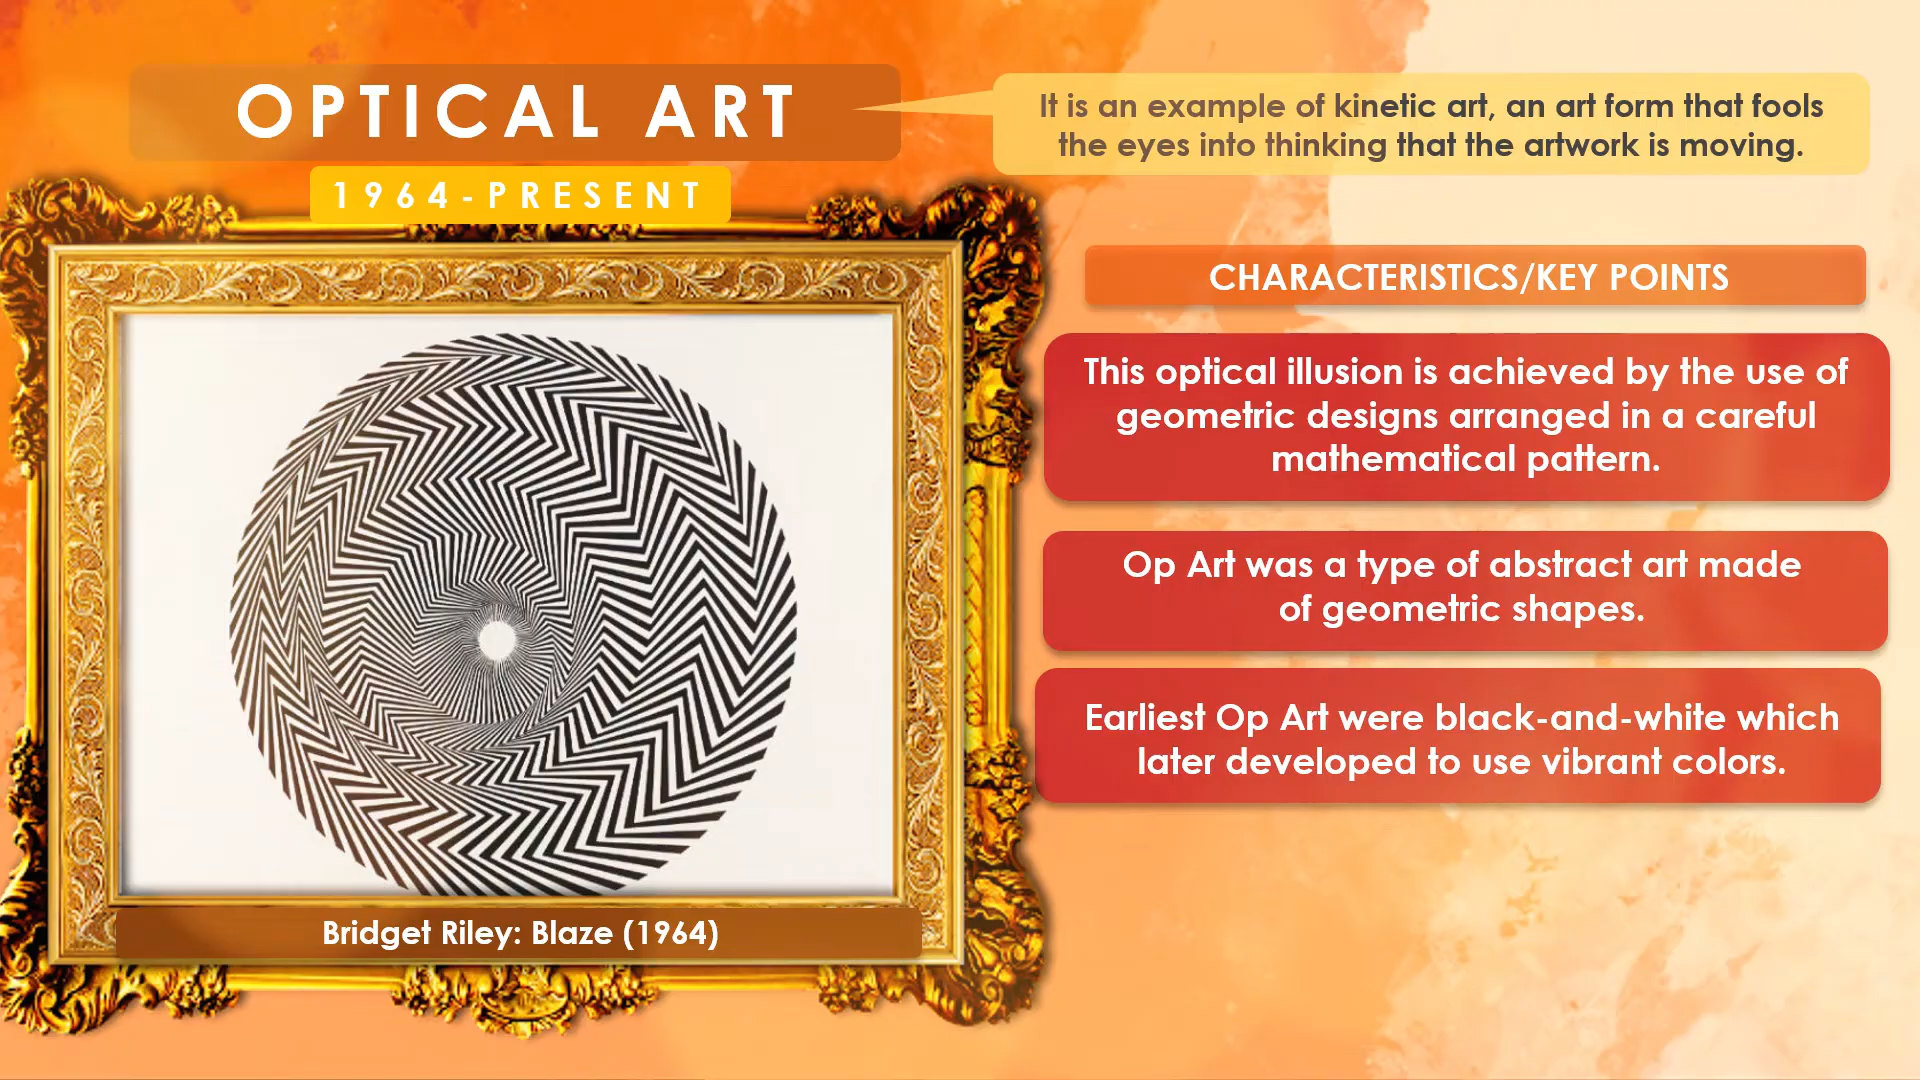 OPTICAL ART
It is an example of kinetic art, an art form that fools
the eyes into thinking that the artwork is moving.
1964-PRESENT
CHARACTERISTICS/KEY POINTS
This optical illusion is achieved by the use of
geometric designs arranged in a careful
mathematical pattern.
Op Art was a type of abstract art made
of geometric shapes.
Earliest Op Art were black-and-white which
later developed to use vibrant colors.
Bridget Riley: Blaze (1964)